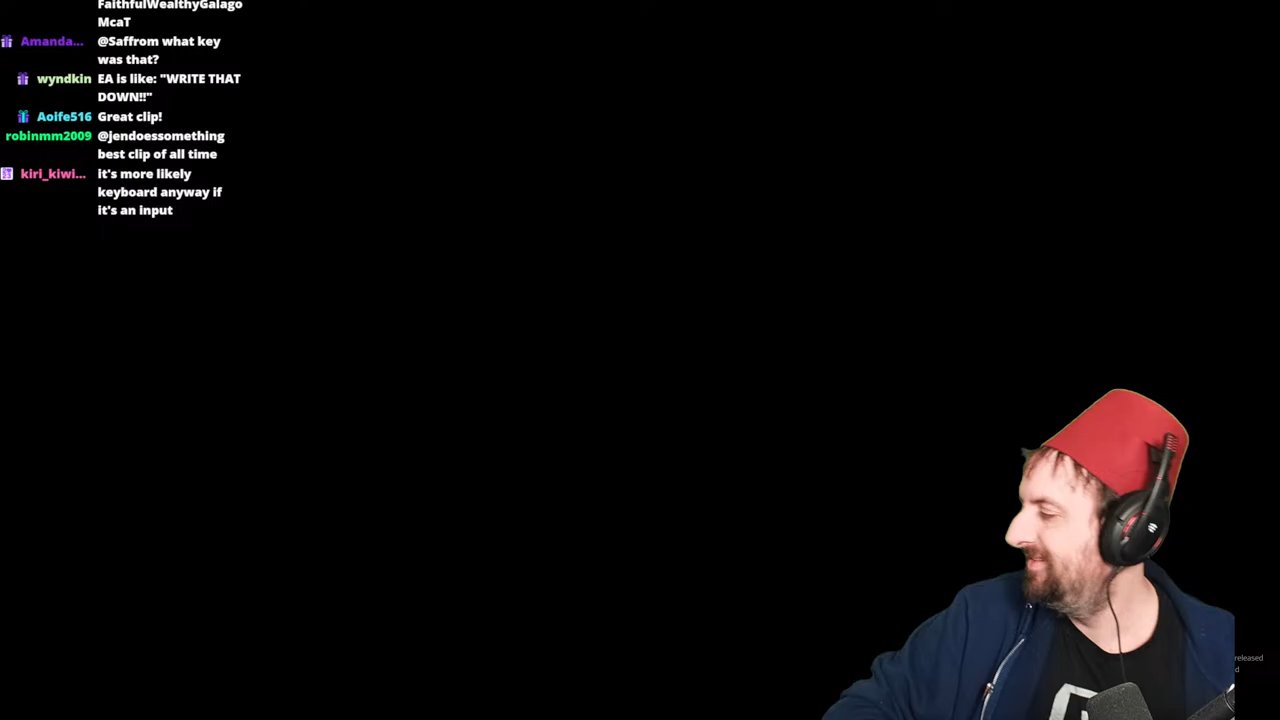 FaithfulWealthyGalago
McaT
Amanda... @Saffrom what key
was that?
wyndkin EA is like: "WRITE THAT
DOWN!!"
Aoife516 Great clip!
robinmm2009 @jendoessomething
best clip of all time
kiri_kiwi... it's more likely
keyboard anyway if
it's an input
released
d